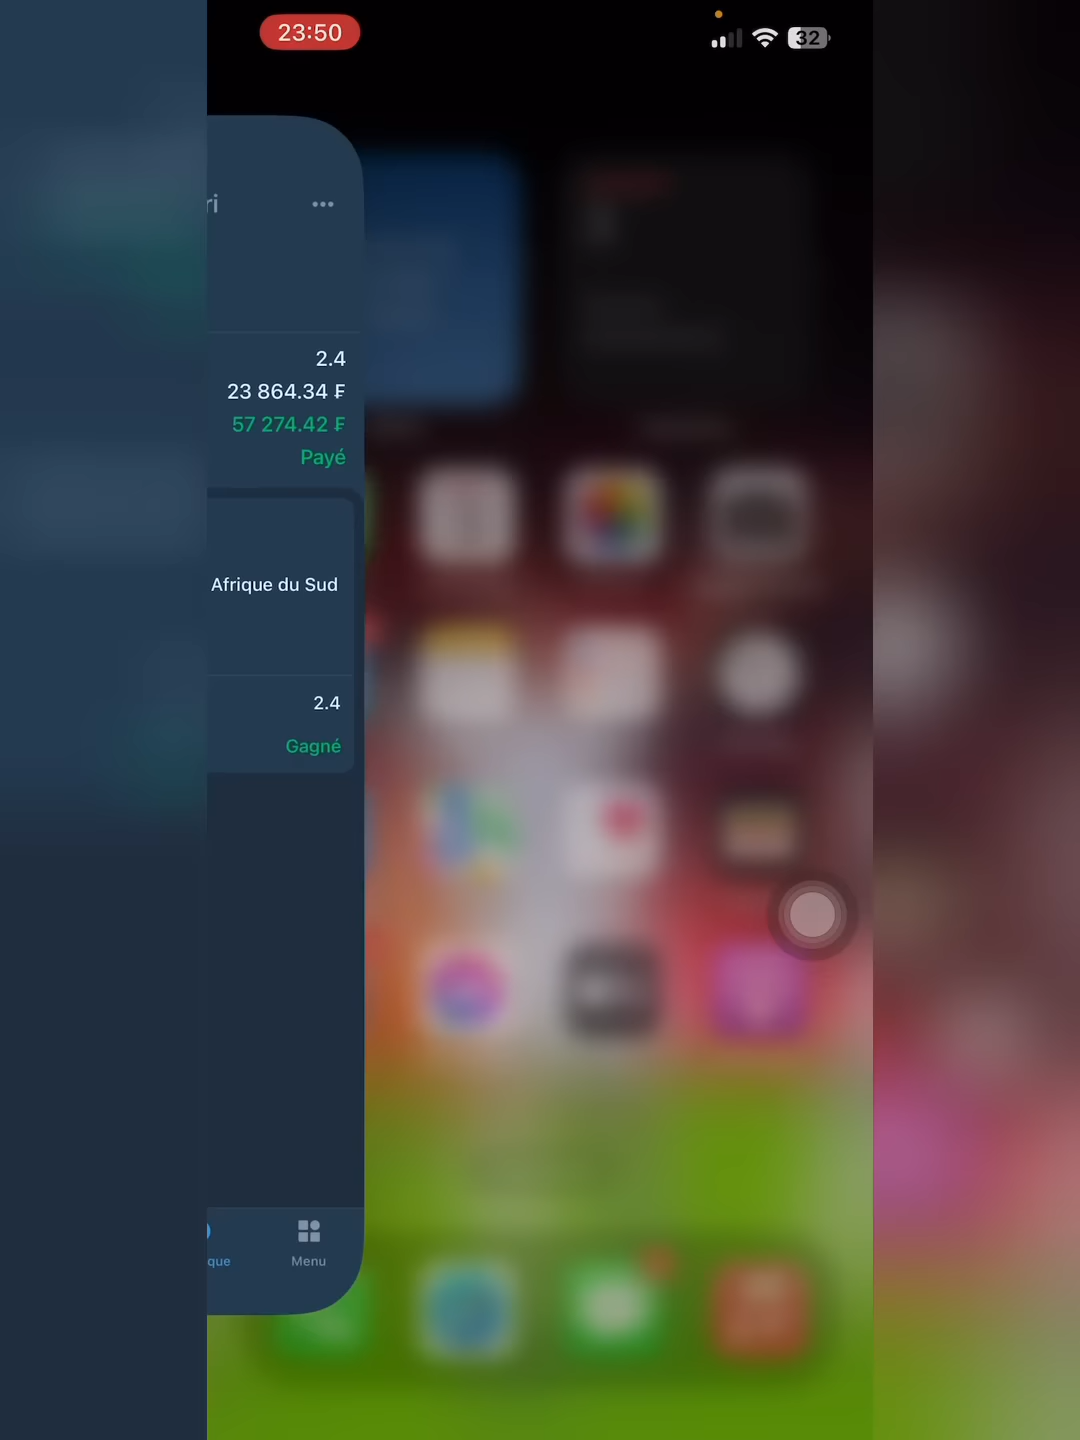 23:50
32
ri
2.4
23 864.34 ₣
57 274.42 ₣
Payé
Afrique du Sud
2.4
Gagné
que
Menu